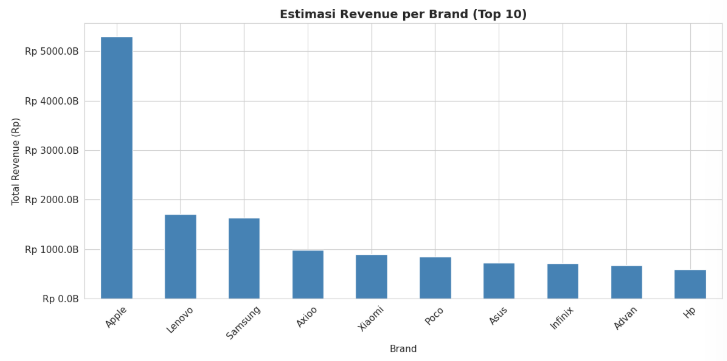 Estimasi Revenue per Brand (Top 10)
Total Revenue (Rp)
Rp 5000.0B
Rp 4000.0B
Rp 3000.0B
Rp 2000.0B
Rp 1000.0B
Rp 0.0B
Apple
Lenovo
Samsung
Axioo
Xiaomi
Poco
Asus
Infinix
Advan
Hp
Brand